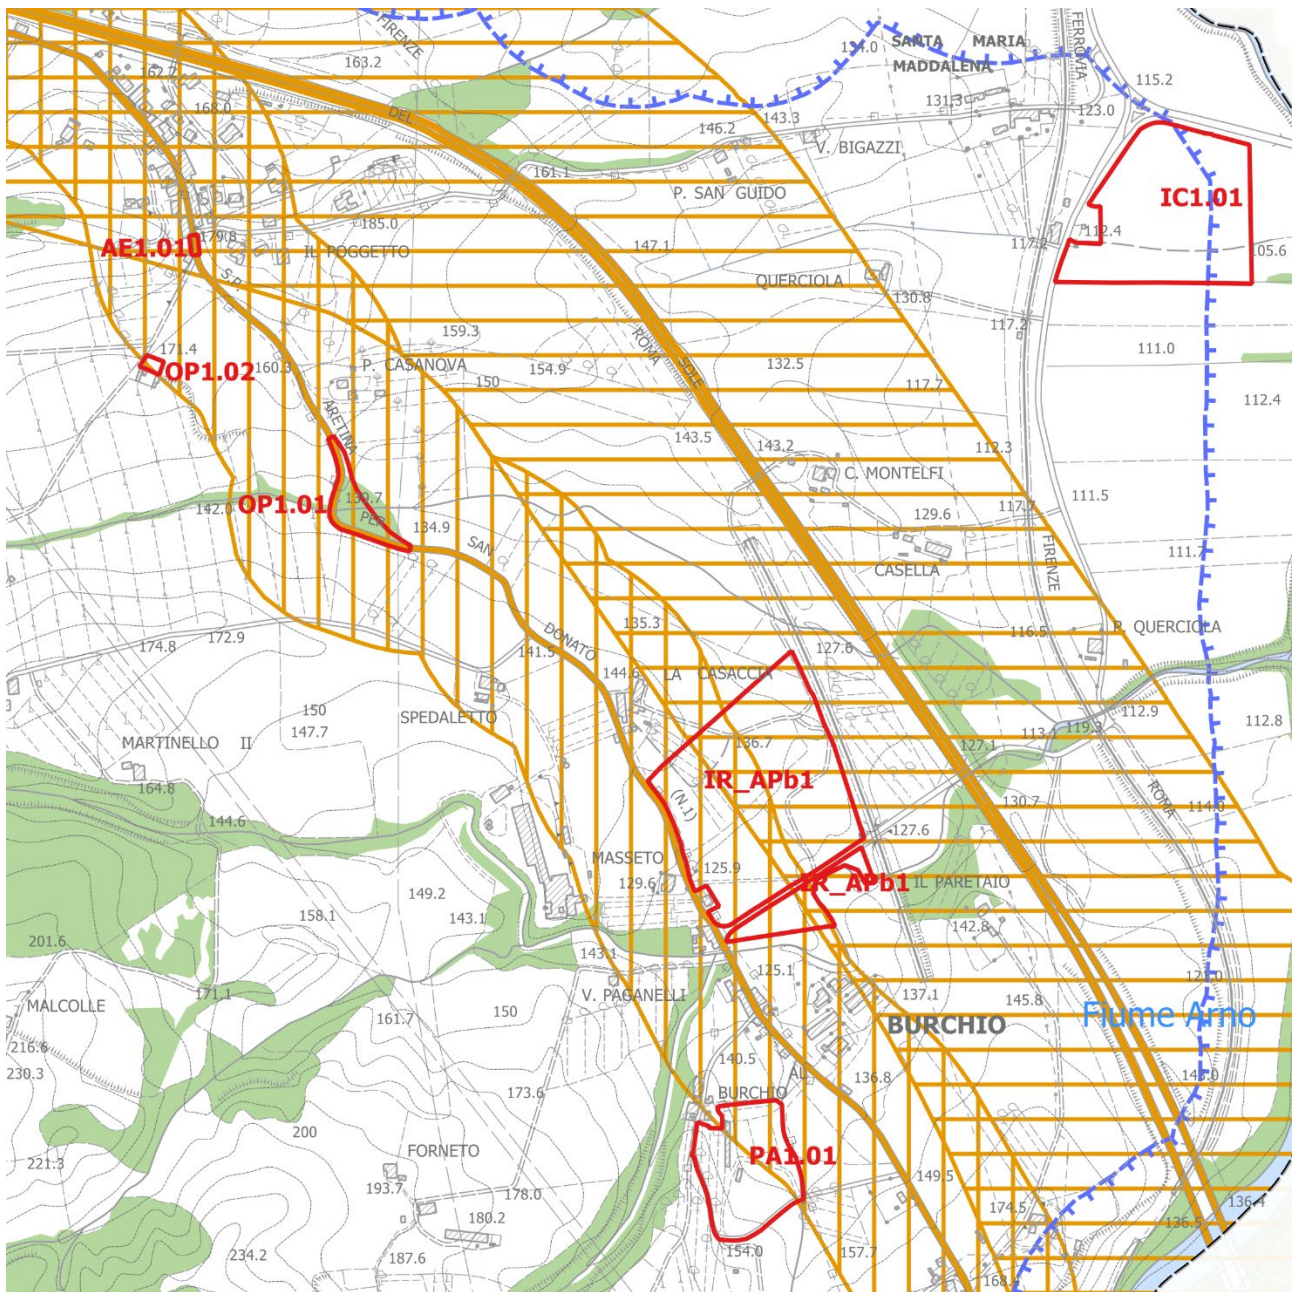 FIRENZE
FERROVIA
134.0
SANTA MARIA
MADDALENA
163.2
162.7
115.2
131.3
123.0
168.0
DEL
143.3
146.2
V. BIGAZZI
161.1
P. SAN GUIDO
IC1.01
185.0
179.8
AE1.01
IL POGGETTO
147.1
117.2
112.4
105.6
S.P.
QUERCIOLA
130.8
159.3
ROMA
117.2
171.4
OP1.02
160.3
P. CASANOVA
154.9
150
SOLE
132.5
117.7
111.0
112.4
ARETINA
143.5
143.2
112.3
C. MONTELFI
OP1.01
130.7
142.0
PER
134.9
SAN
129.6
117.7
111.5
CASELLA
FIRENZE
111.7
174.8
172.9
135.3
DONATO
141.5
127.6
116.5
P. QUERCIOLA
144.6
LA CASACCIA
150
147.7
SPEDALETTO
112.9
112.8
MARTINELLO II
136.7
113.1
119.3
127.1
164.8
IR_APb1
(N.1)
130.7
ROMA
114.0
144.6
127.6
MASSETO
129.6
125.9
IR_APb1
IL PARETAIO
149.2
143.1
158.1
142.8
201.6
143.1
125.1
171.1
V. PAGANELLI
137.1
145.8
MALCOLLE
161.7
150
BURCHIO
Fiume Arno
216.6
230.3
140.5
AL
136.8
143.0
173.6
BURCHIO
200
FORNETO
PA1.01
221.3
193.7
178.0
149.5
174.5
136.4
180.2
136.5
234.2
187.6
154.0
157.7
168.4